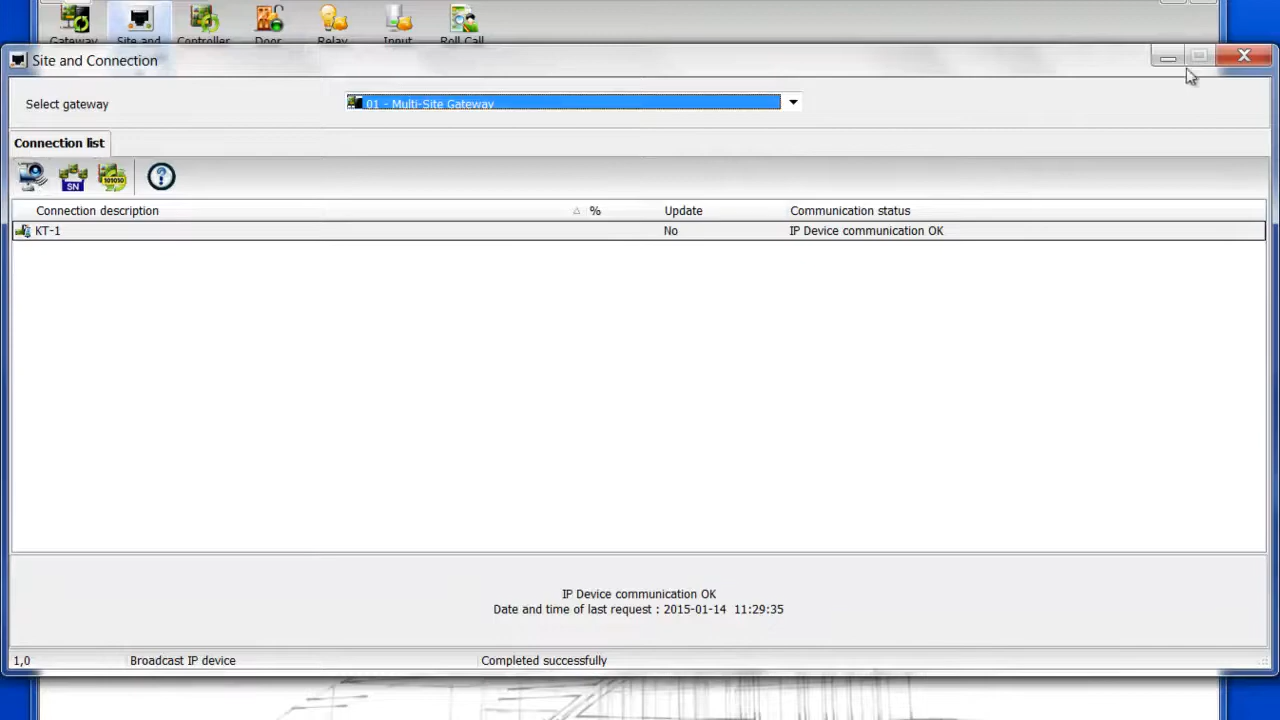 Gateway Site and Controller Door Relay Input Roll Call
Site and Connection
Select gateway 01 - Multi-Site Gateway
Connection list
SN 101010 ?
Connection description % Update Communication status
KT-1 No IP Device communication OK
IP Device communication OK
Date and time of last request : 2015-01-14 11:29:35
1,0 Broadcast IP device Completed successfully